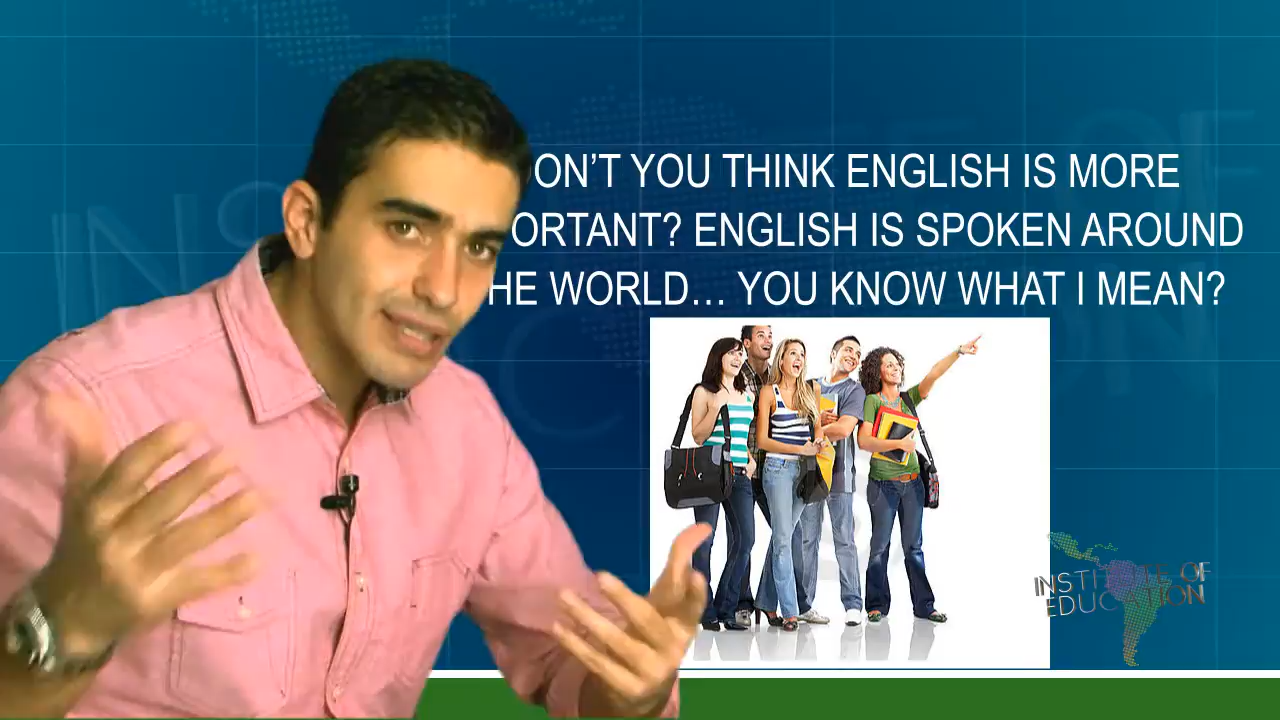 ON'T YOU THINK ENGLISH IS MORE
ORTANT? ENGLISH IS SPOKEN AROUND
HE WORLD... YOU KNOW WHAT I MEAN?
INSTITUTE OF
EDUCATION